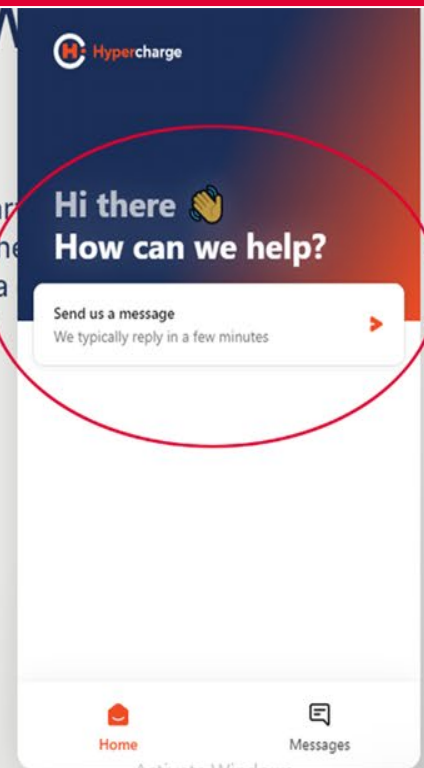 Hypercharge
Hi there 👋
How can we help?
Send us a message
We typically reply in a few minutes
Home
Messages